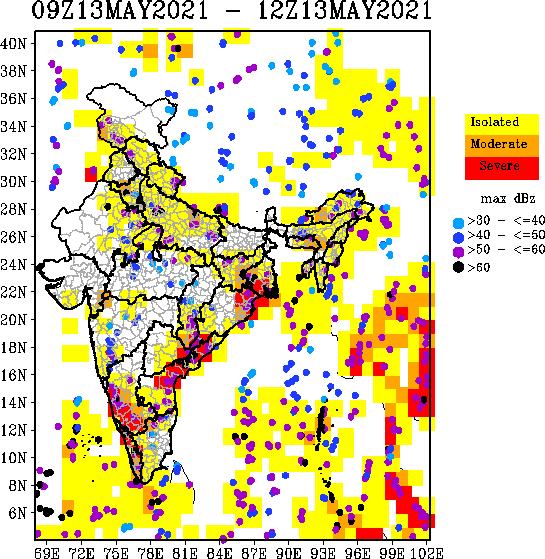 09Z13MAY2021 – 12Z13MAY2021
40N
38N
36N
34N
32N
30N
28N
26N
24N
22N
20N
18N
16N
14N
12N
10N
8N
6N
69E 72E 75E 78E 81E 84E 87E 90E 93E 96E 99E 102E
Isolated
Moderate
Severe
max dBz
>30 - <=40
>40 - <=50
>50 - <=60
>60